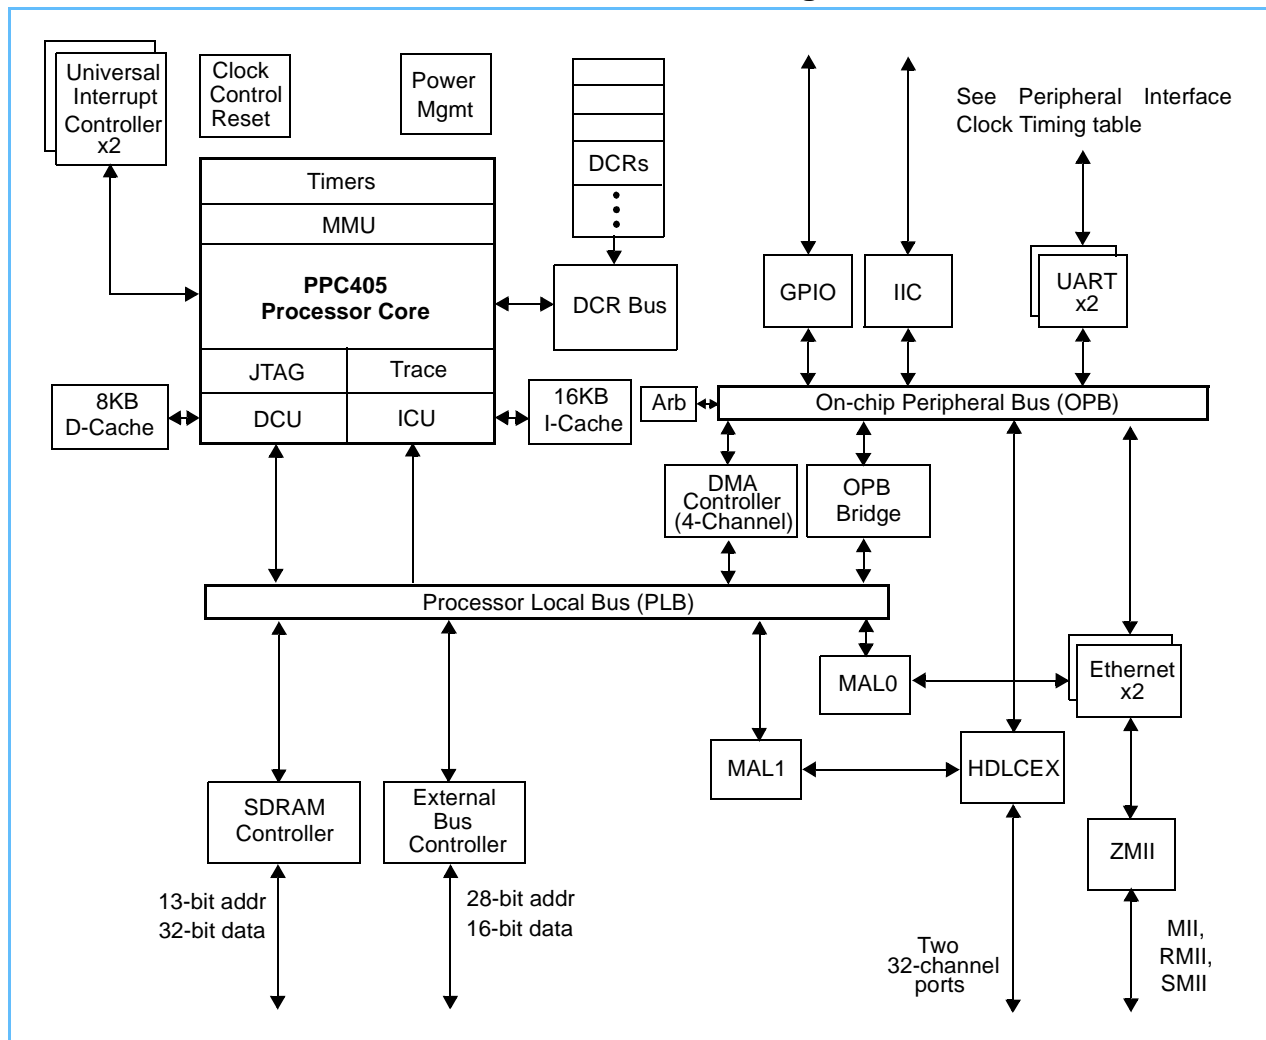 Universal
Interrupt
Controller
x2
Clock
Control
Reset
Power
Mgmt
DCRs
See Peripheral Interface
Clock Timing table
Timers
MMU
PPC405
Processor Core
DCR Bus
GPIO
IIC
UART
x2
JTAG
Trace
8KB
D-Cache
DCU
ICU
16KB
I-Cache
Arb
On-chip Peripheral Bus (OPB)
DMA
Controller
(4-Channel)
OPB
Bridge
Processor Local Bus (PLB)
MAL0
Ethernet
x2
MAL1
HDLCEX
SDRAM
Controller
External
Bus
Controller
ZMII
13-bit addr
32-bit data
28-bit addr
16-bit data
Two
32-channel
ports
MII,
RMII,
SMII